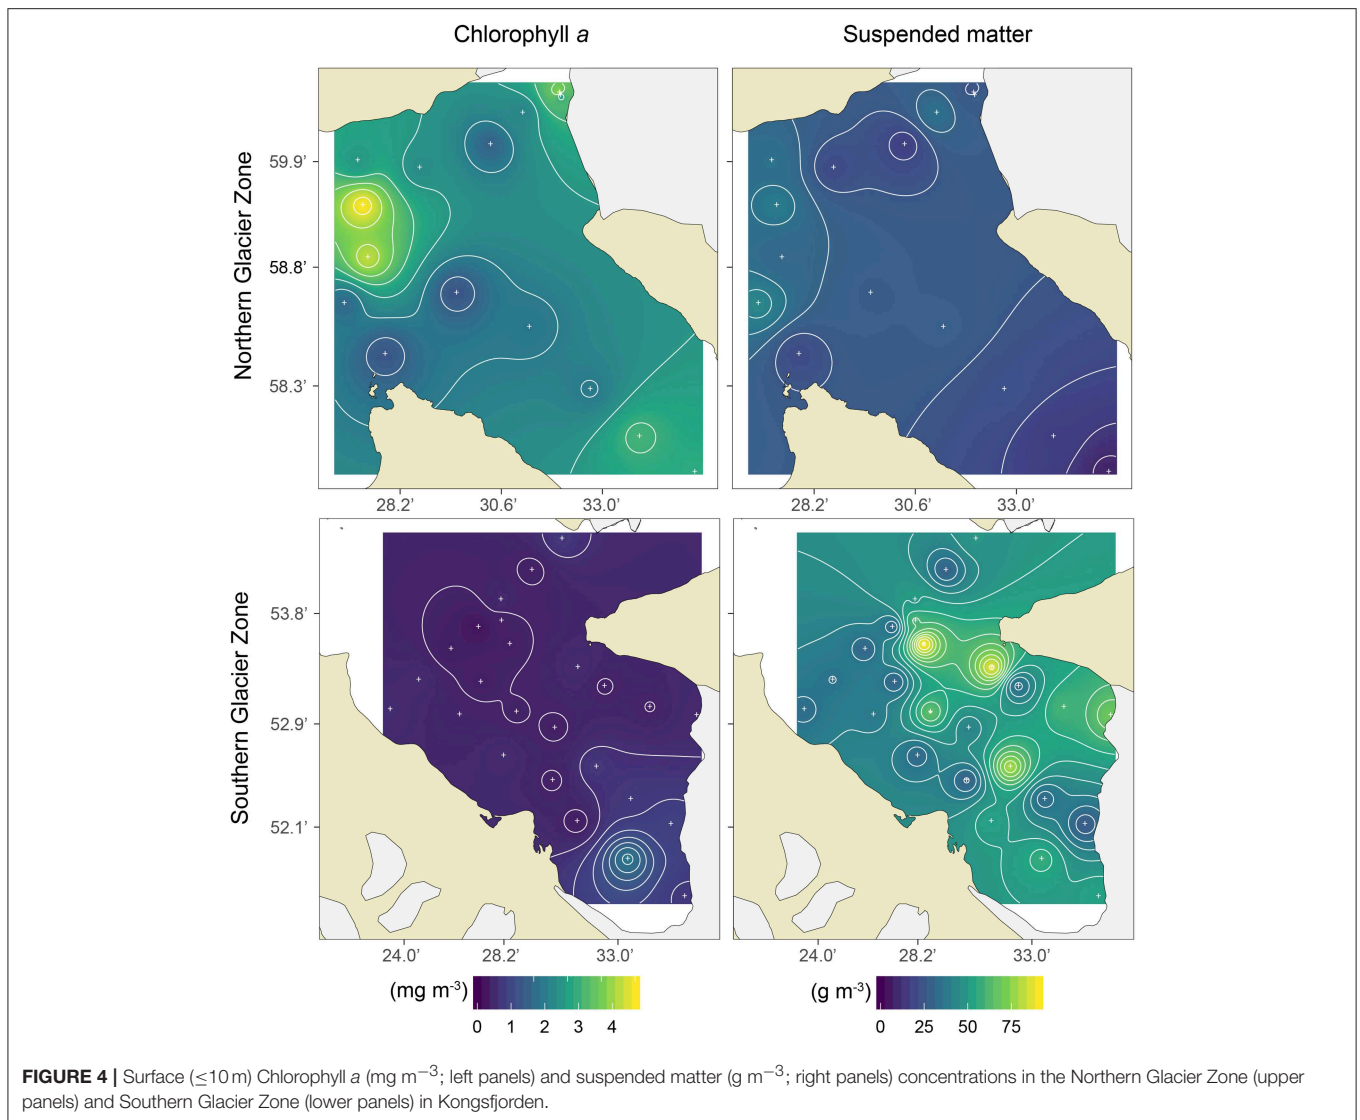 Chlorophyll a Suspended matter
Northern Glacier Zone
59.9'
58.8'
58.3'
28.2' 30.6' 33.0' 28.2' 30.6' 33.0'
Southern Glacier Zone
53.8'
52.9'
52.1'
24.0' 28.2' 33.0' 24.0' 28.2' 33.0'
(mg m⁻³) (g m⁻³)
0 1 2 3 4 0 25 50 75
FIGURE 4 | Surface (≤10 m) Chlorophyll a (mg m⁻³; left panels) and suspended matter (g m⁻³; right panels) concentrations in the Northern Glacier Zone (upper
panels) and Southern Glacier Zone (lower panels) in Kongsfjorden.